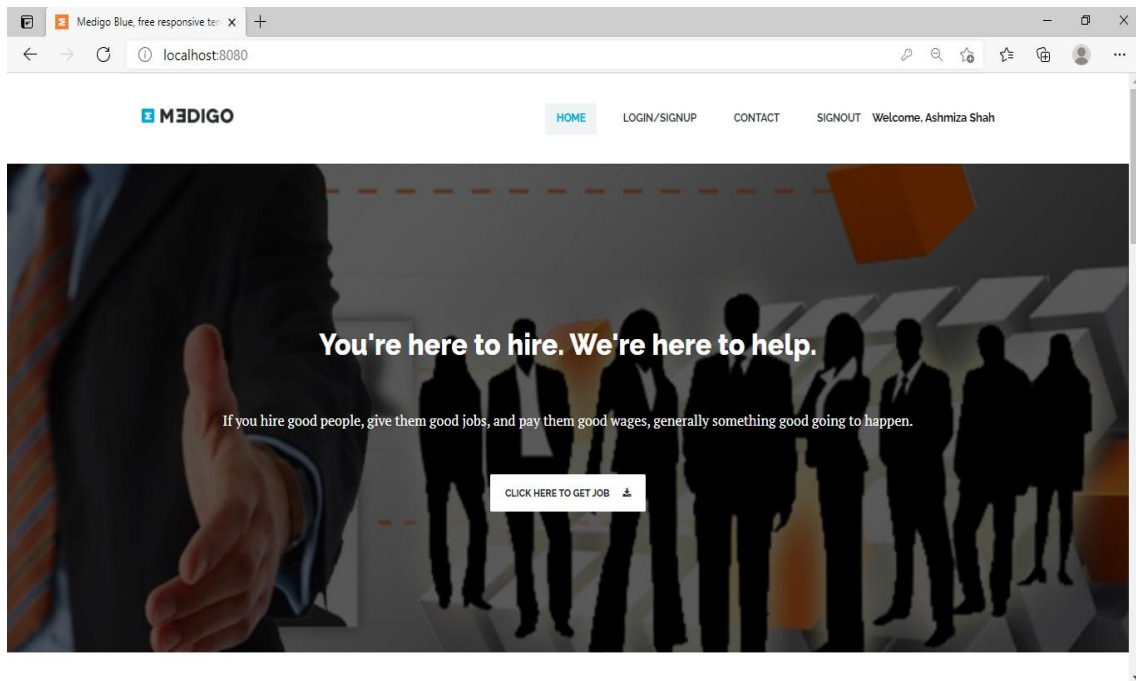 Medigo Blue, free responsive ten
localhost:8080
MEDIGO
HOME LOGIN/SIGNUP CONTACT SIGNOUT Welcome, Ashmiza Shah
You're here to hire. We're here to help.
If you hire good people, give them good jobs, and pay them good wages, generally something good going to happen.
CLICK HERE TO GET JOB